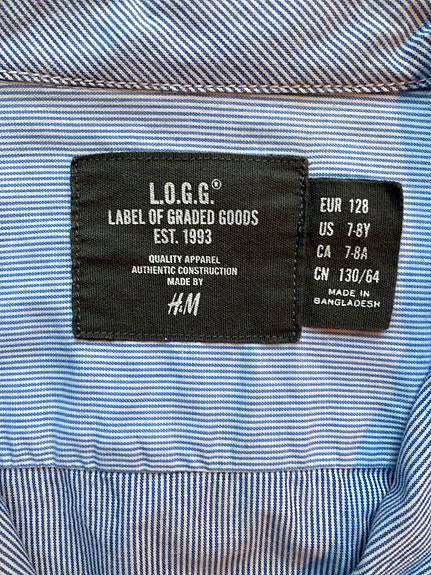 L.O.G.G.®
LABEL OF GRADED GOODS
EST. 1993
QUALITY APPAREL
AUTHENTIC CONSTRUCTION
MADE BY
H&M
EUR 128
US 7-8Y
CA 7-8A
CN 130/64
MADE IN
BANGLADESH